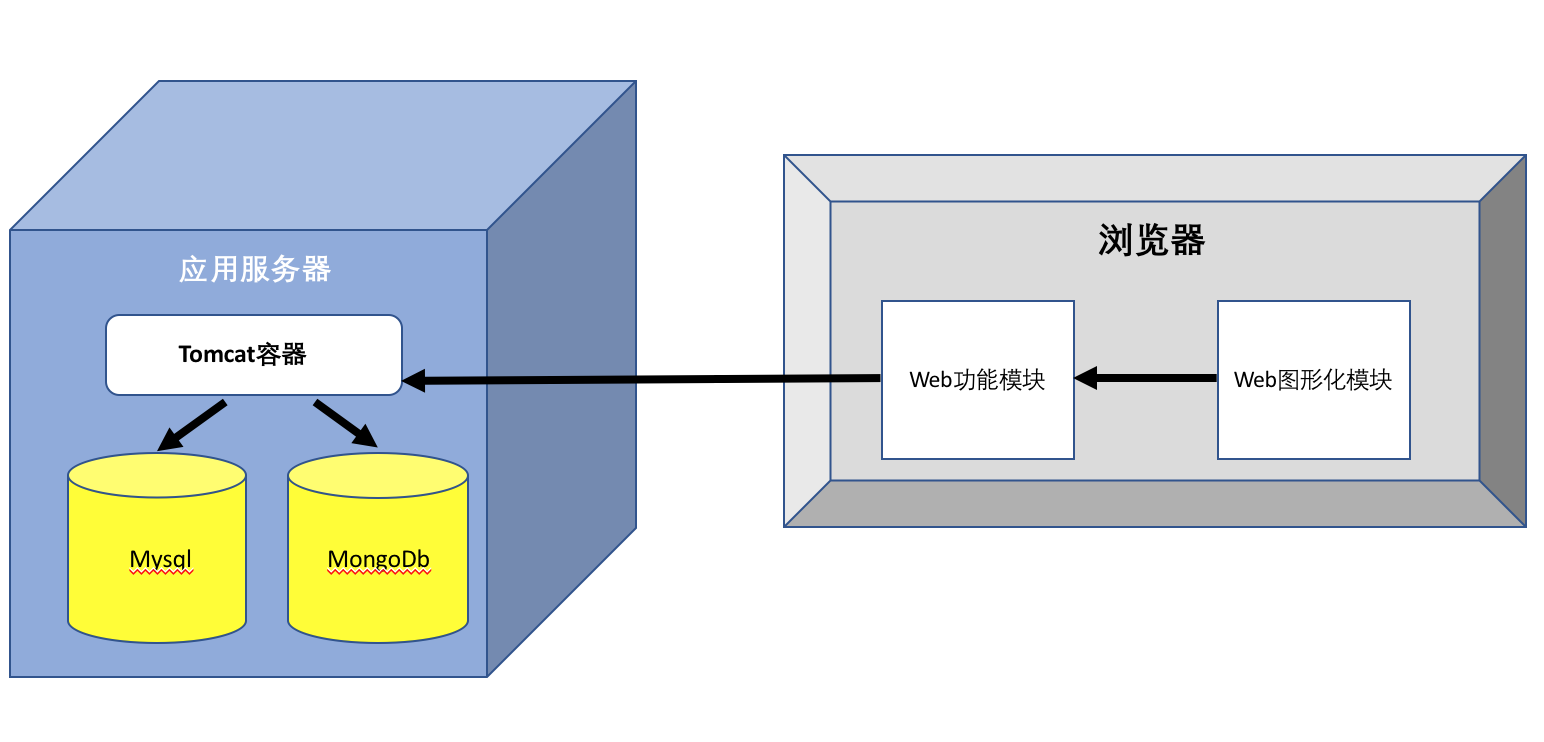 应用服务器
Tomcat容器
Mysql
MongoDb
浏览器
Web功能模块
Web图形化模块